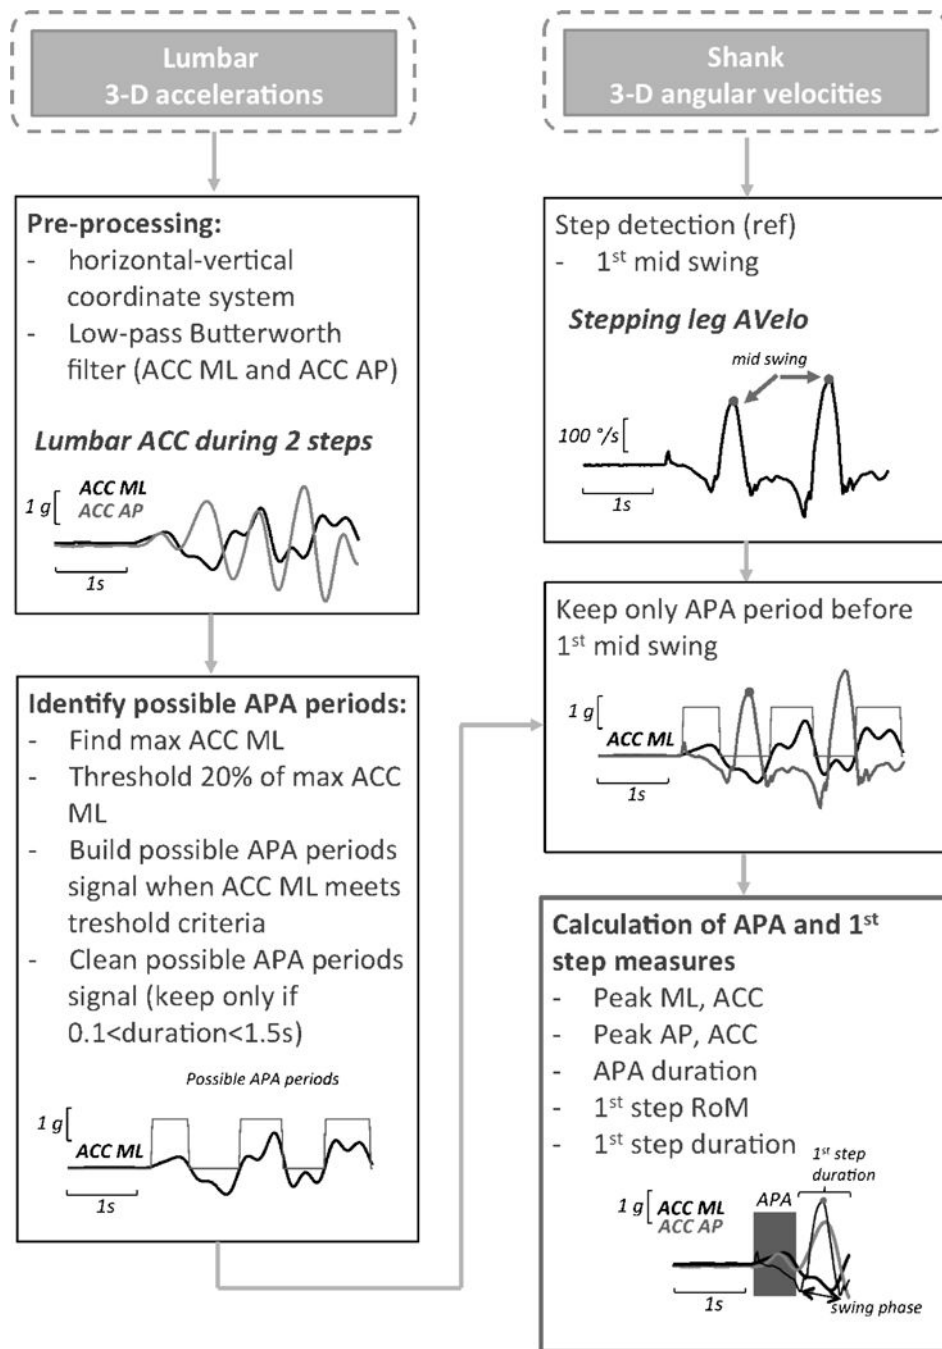 Lumbar
3-D accelerations
Pre-processing:
- horizontal-vertical
coordinate system
- Low-pass Butterworth
filter (ACC ML and ACC AP)
Lumbar ACC during 2 steps
ACC ML
1 g
ACC AP
1s
Identify possible APA periods:
- Find max ACC ML
- Threshold 20% of max ACC
ML
- Build possible APA periods
signal when ACC ML meets
treshold criteria
- Clean possible APA periods
signal (keep only if
0.1<duration<1.5s)
Possible APA periods
1 g
ACC ML
1s
Shank
3-D angular velocities
Step detection (ref)
- 1st mid swing
Stepping leg AVelo
mid swing
100 °/s
1s
Keep only APA period before
1st mid swing
1 g
ACC ML
1s
Calculation of APA and 1st
step measures
- Peak ML, ACC
- Peak AP, ACC
- APA duration
- 1st step RoM
- 1st step duration
1st step
duration
1 g ACC ML APA
ACC AP
1s
swing phase